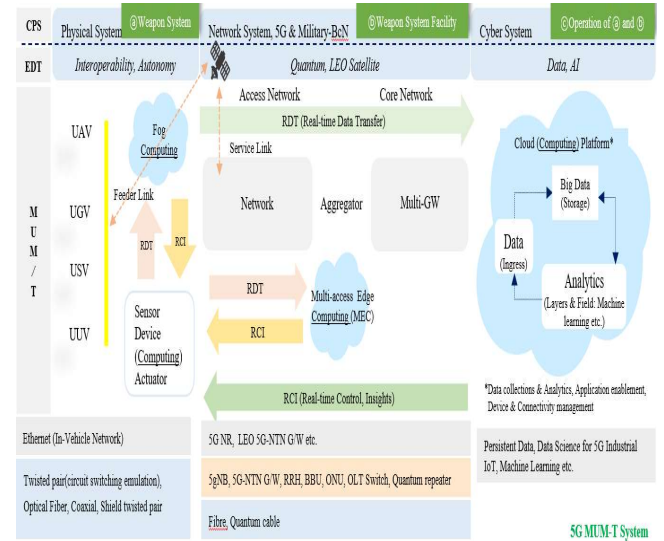 CPS
Physical System
ⓐWeapon System
Network System, 5G & Military-BcN
ⓑWeapon System Facility
Cyber System
ⓒOperation of ⓐ and ⓑ
EDT
Interoperability, Autonomy
Quantum, LEO Satellite
Data, AI
M
U
M
/
T
UAV
UGV
USV
UUV
Fog
Computing
Feeder Link
RDT
RCI
Sensor
Device
(Computing)
Actuator
Access Network
Core Network
RDT (Real-time Data Transfer)
Service Link
Network
Aggregator
Multi-GW
RDT
RCI
Multi-access Edge
Computing (MEC)
RCI (Real-time Control, Insights)
Cloud (Computing) Platform*
Big Data
(Storage)
Data
(Ingress)
Analytics
(Layers & Field: Machine
learning etc.)
*Data collections & Analytics, Application enablement,
Device & Connectivity management
Ethernet (In-Vehicle Network)
Twisted pair(circuit switching emulation),
Optical Fiber, Coaxial, Shield twisted pair
5G NR, LEO 5G-NTN G/W etc.
5gNB, 5G-NTN G/W, RRH, BBU, ONU, OLT Switch, Quantum repeater
Fibre, Quantum cable
Persistent Data, Data Science for 5G Industrial
IoT, Machine Learning etc.
5G MUM-T System